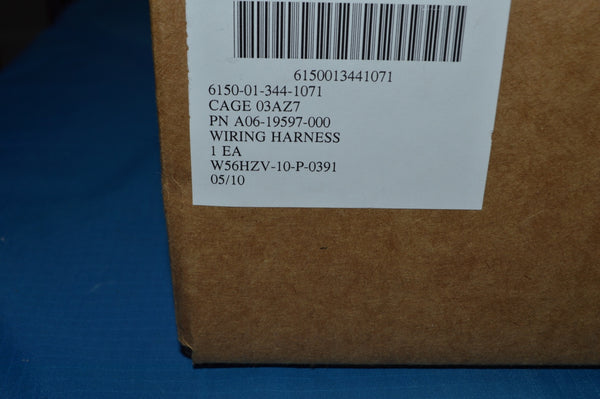 6150013441071
6150-01-344-1071
CAGE 03AZ7
PN A06-19597-000
WIRING HARNESS
1 EA
W56HZV-10-P-0391
05/10